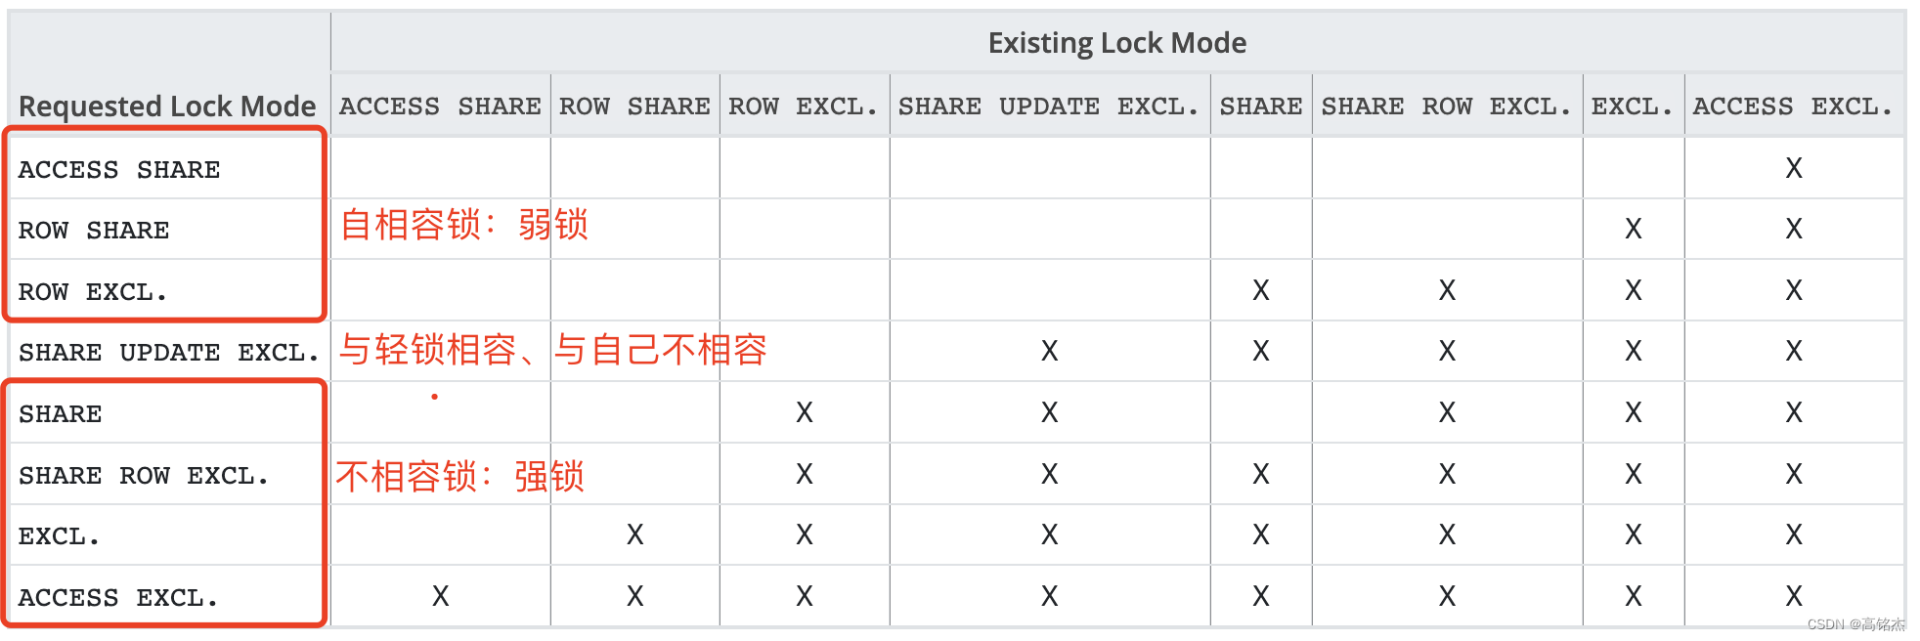 Existing Lock Mode
Requested Lock Mode ACCESS SHARE ROW SHARE ROW EXCL. SHARE UPDATE EXCL. SHARE SHARE ROW EXCL. EXCL. ACCESS EXCL.
ACCESS SHARE X
ROW SHARE 自相容锁：弱锁 X X
ROW EXCL. X X X X
SHARE UPDATE EXCL. 与轻锁相容、与自己不相容 X X X X X
SHARE X X X X X
SHARE ROW EXCL. 不相容锁：强锁 X X X X X X
EXCL. X X X X X X X
ACCESS EXCL. X X X X X X X X
CSDN @高铭杰